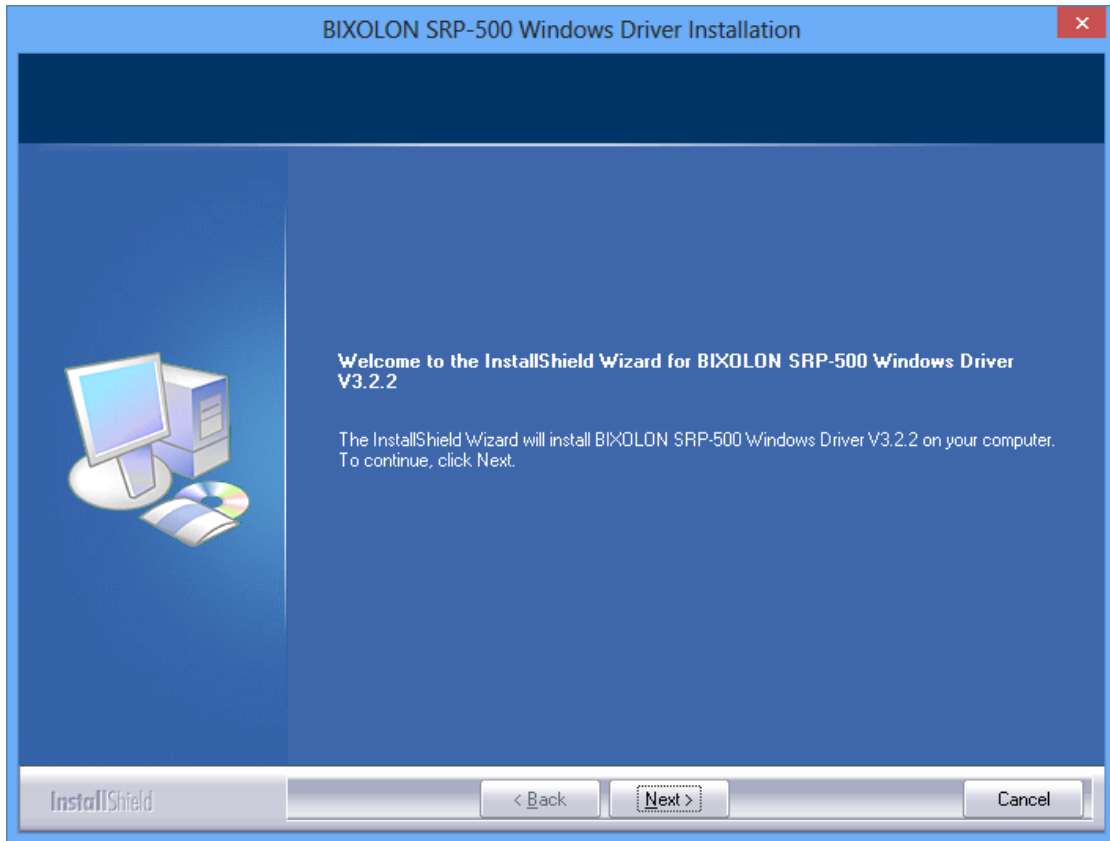 BIXOLON SRP-500 Windows Driver Installation
Welcome to the InstallShield Wizard for BIXOLON SRP-500 Windows Driver
V3.2.2
The InstallShield Wizard will install BIXOLON SRP-500 Windows Driver V3.2.2 on your computer.
To continue, click Next.
InstallShield
< Back
Next >
Cancel